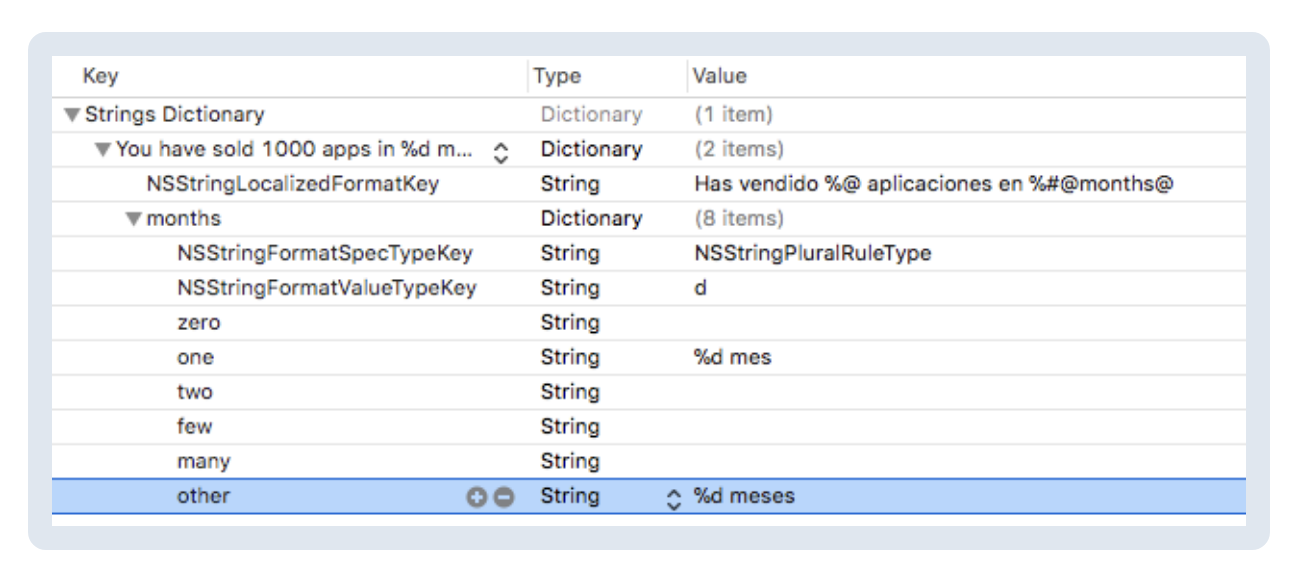 Key Type Value
Strings Dictionary Dictionary (1 item)
You have sold 1000 apps in %d m... Dictionary (2 items)
NSStringLocalizedFormatKey String Has vendido %@ aplicaciones en %#@months@
months Dictionary (8 items)
NSStringFormatSpecTypeKey String NSStringPluralRuleType
NSStringFormatValueTypeKey String d
zero String
one String %d mes
two String
few String
many String
other String %d meses